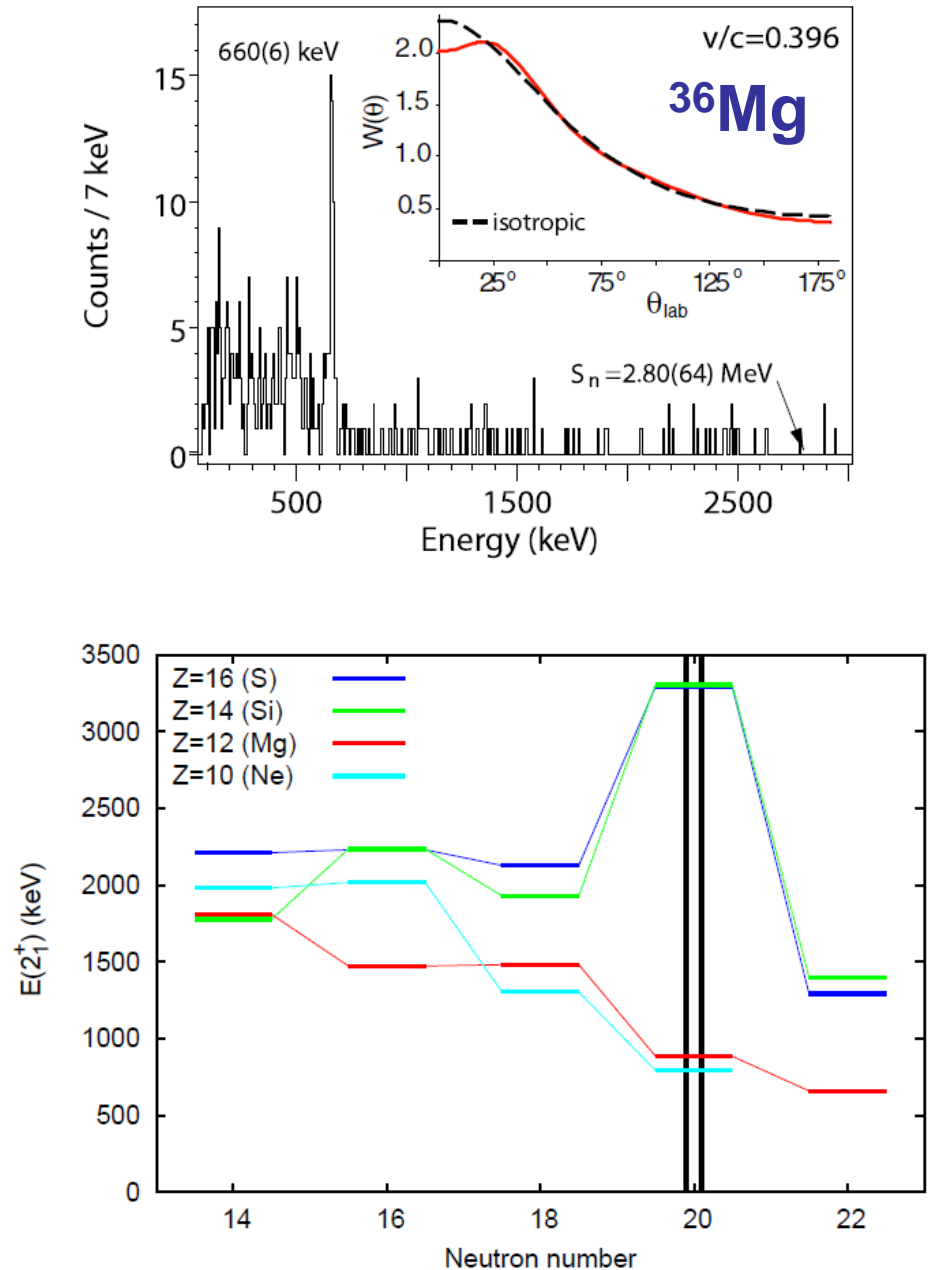 660(6) keV
v/c=0.396
³⁶Mg
W(θ)
2.0
1.5
1.0
0.5
isotropic
25° 75° 125° 175°
θlab
Counts / 7 keV
15
10
5
0
Sn=2.80(64) MeV
500 1500 2500
Energy (keV)
Z=16 (S)
Z=14 (Si)
Z=12 (Mg)
Z=10 (Ne)
E(2₁⁺) (keV)
3500
3000
2500
2000
1500
1000
500
0
14 16 18 20 22
Neutron number